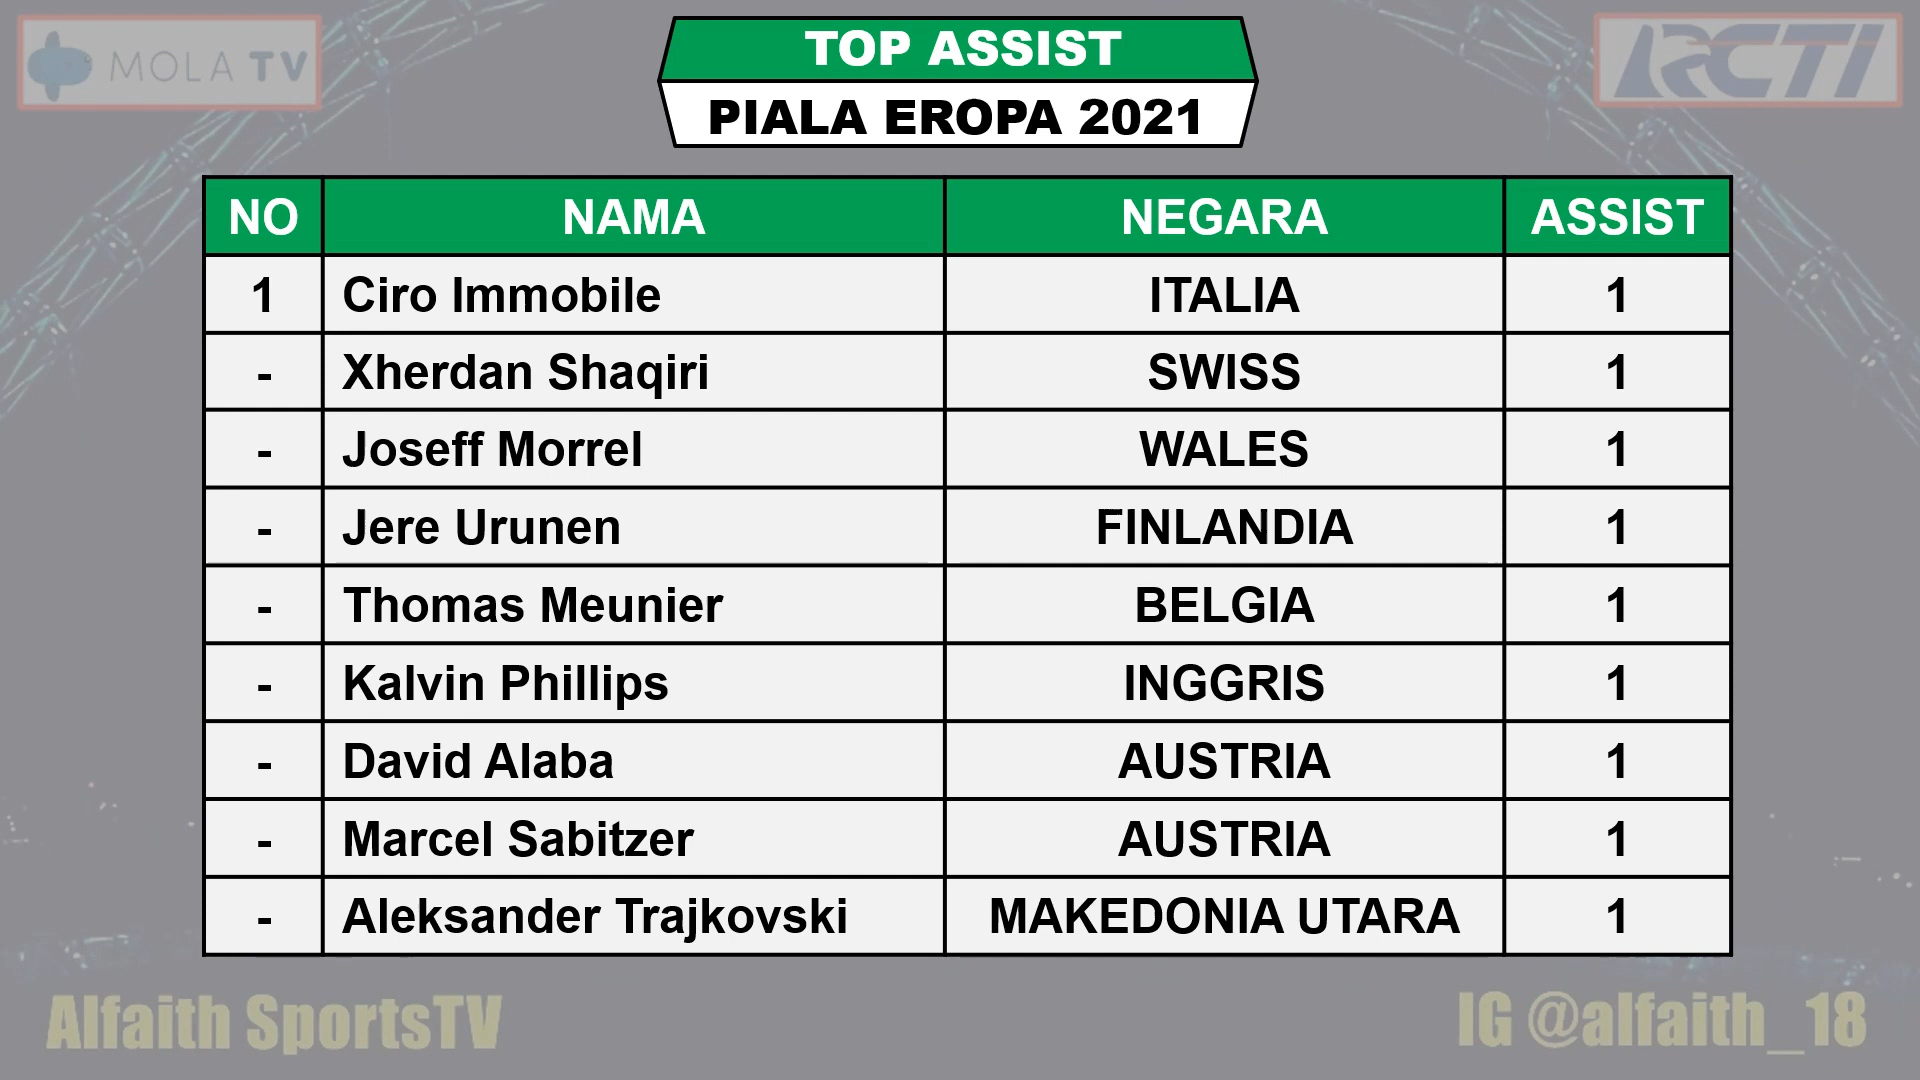 MOLA TV
RCTI
TOP ASSIST
PIALA EROPA 2021
NO NAMA NEGARA ASSIST
1 Ciro Immobile ITALIA 1
- Xherdan Shaqiri SWISS 1
- Joseff Morrel WALES 1
- Jere Urunen FINLANDIA 1
- Thomas Meunier BELGIA 1
- Kalvin Phillips INGGRIS 1
- David Alaba AUSTRIA 1
- Marcel Sabitzer AUSTRIA 1
- Aleksander Trajkovski MAKEDONIA UTARA 1
Alfaith SportsTV
IG @alfaith_18